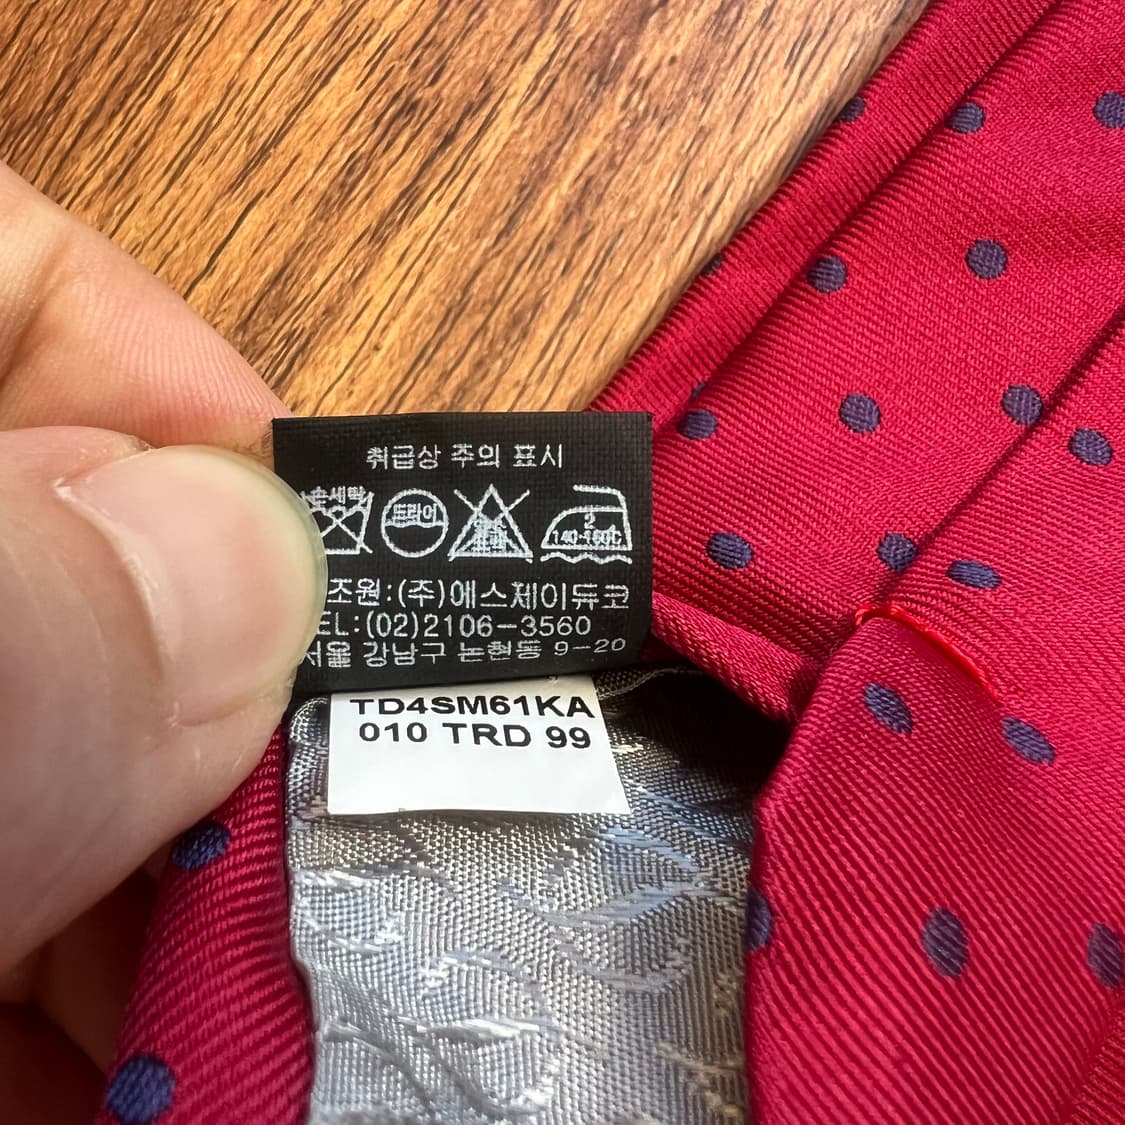 취급상 주의 표시
손세탁 드라이 2 140-160℃
조원:(주)에스제이듀코
EL:(02)2106-3560
서울 강남구 논현동 9-20
TD4SM61KA
010 TRD 99